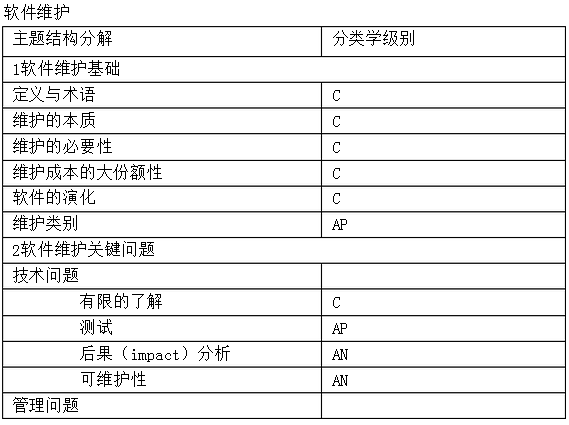 软件维护
主题结构分解 分类学级别
1软件维护基础
定义与术语 C
维护的本质 C
维护的必要性 C
维护成本的大份额性 C
软件的演化 C
维护类别 AP
2软件维护关键问题
技术问题
有限的了解 C
测试 AP
后果（impact）分析 AN
可维护性 AN
管理问题